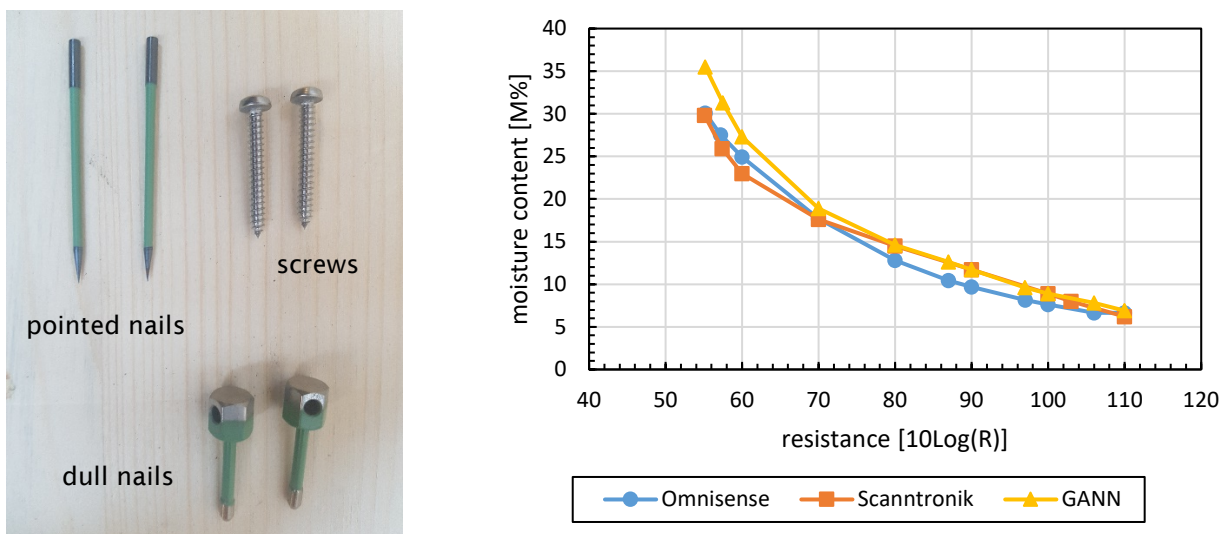 screws
pointed nails
dull nails
moisture content [M%]
40
35
30
25
20
15
10
5
0
40 50 60 70 80 90 100 110 120
resistance [10Log(R)]
Omnisense Scanntronik GANN